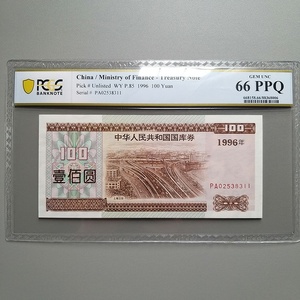 PCGS
BANKNOTE
China / Ministry of Finance - Treasury Note
Pick # Unlisted WY P.85 1996 100 Yuan
Serial # PA02538311
GEM UNC
66 PPQ
100
中华人民共和国国库券
100
1996年
壹佰圆
PA02538311